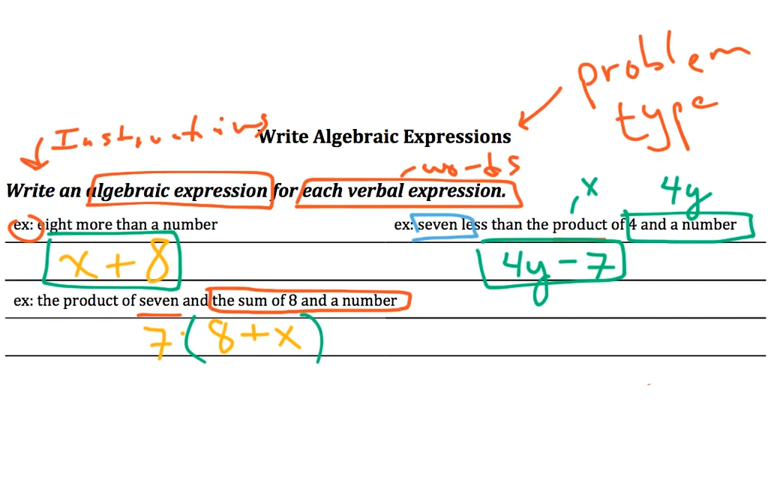 problem
type
Instructions
Write Algebraic Expressions
words
Write an algebraic expression for each verbal expression.
x 4y
ex: eight more than a number
ex: seven less than the product of 4 and a number
x + 8
4y - 7
ex: the product of seven and the sum of 8 and a number
7 · (8 + x)